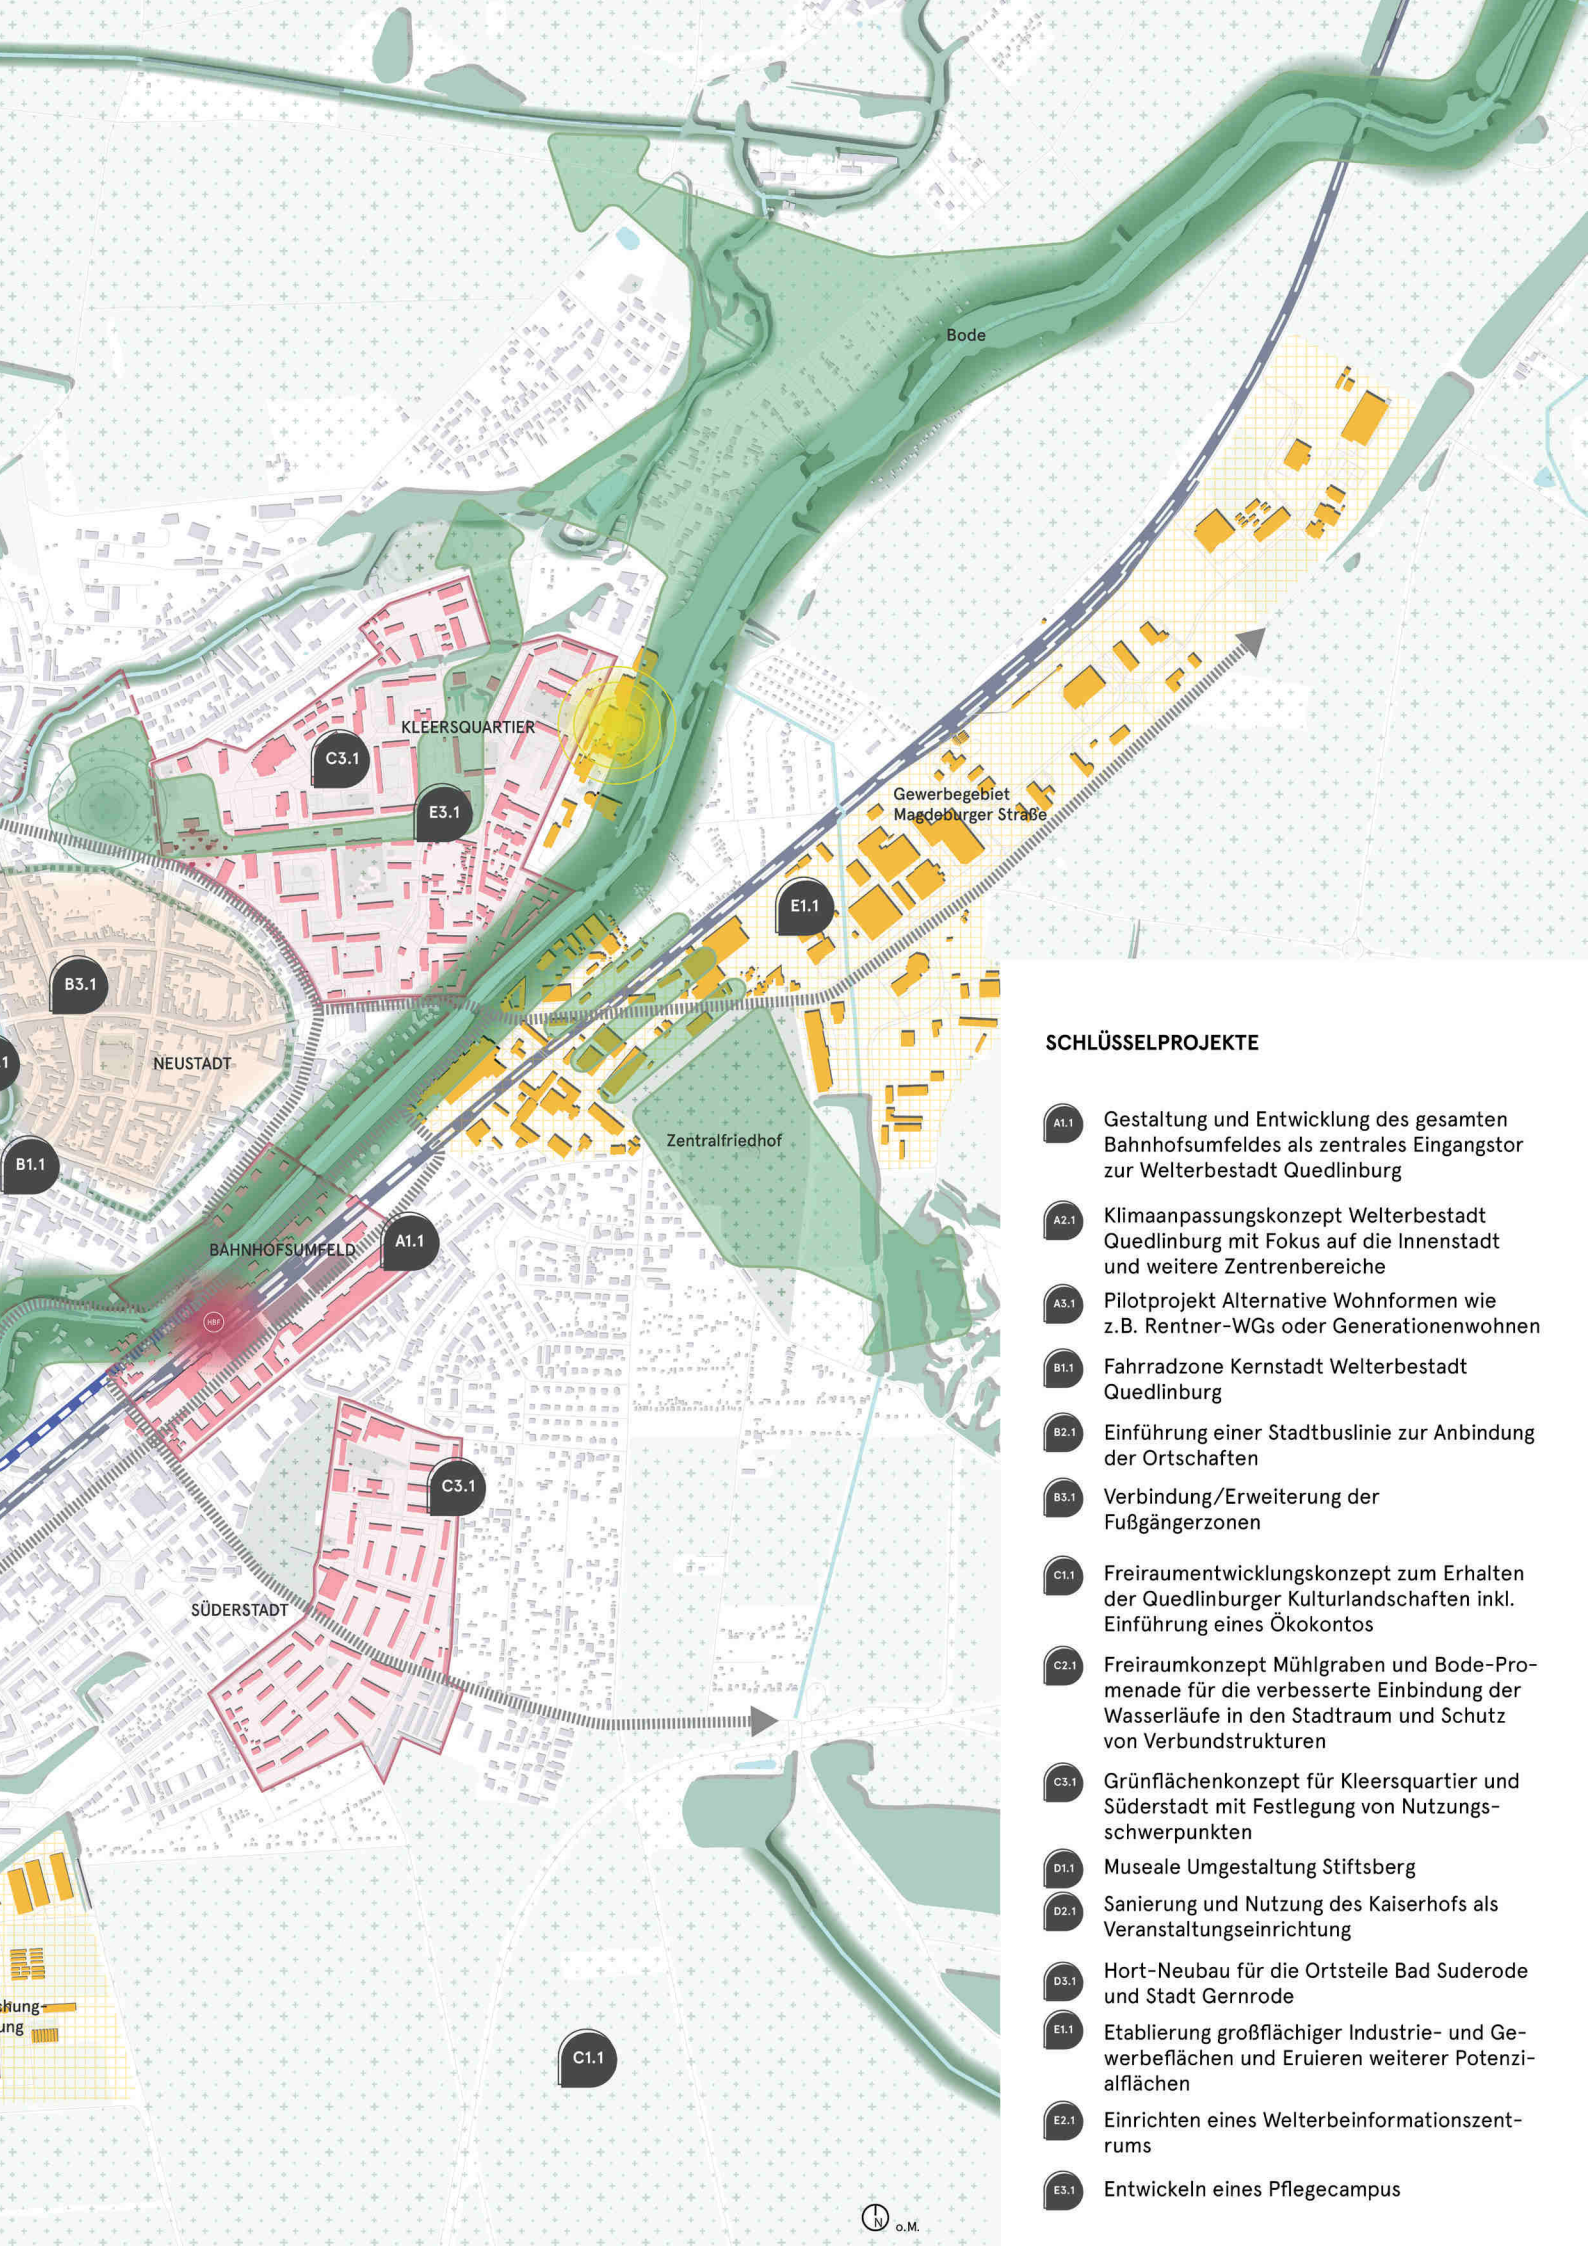 Bode
KLEERSQUARTIER
C3.1
E3.1
Gewerbegebiet
Magdeburger Straße
E1.1
B3.1
NEUSTADT
.1
B1.1
Zentralfriedhof
BAHNHOFSUMFELD
A1.1
HBF
C3.1
SÜDERSTADT
chung-
ung
C1.1
N
o.M.
SCHLÜSSELPROJEKTE
A1.1 Gestaltung und Entwicklung des gesamten
Bahnhofsumfeldes als zentrales Eingangstor
zur Welterbestadt Quedlinburg
A2.1 Klimaanpassungskonzept Welterbestadt
Quedlinburg mit Fokus auf die Innenstadt
und weitere Zentrenbereiche
A3.1 Pilotprojekt Alternative Wohnformen wie
z.B. Rentner-WGs oder Generationenwohnen
B1.1 Fahrradzone Kernstadt Welterbestadt
Quedlinburg
B2.1 Einführung einer Stadtbuslinie zur Anbindung
der Ortschaften
B3.1 Verbindung/Erweiterung der
Fußgängerzonen
C1.1 Freiraumentwicklungskonzept zum Erhalten
der Quedlinburger Kulturlandschaften inkl.
Einführung eines Ökokontos
C2.1 Freiraumkonzept Mühlgraben und Bode-Pro-
menade für die verbesserte Einbindung der
Wasserläufe in den Stadtraum und Schutz
von Verbundstrukturen
C3.1 Grünflächenkonzept für Kleersquartier und
Süderstadt mit Festlegung von Nutzungs-
schwerpunkten
D1.1 Museale Umgestaltung Stiftsberg
D2.1 Sanierung und Nutzung des Kaiserhofs als
Veranstaltungseinrichtung
D3.1 Hort-Neubau für die Ortsteile Bad Suderode
und Stadt Gernrode
E1.1 Etablierung großflächiger Industrie- und Ge-
werbeflächen und Eruieren weiterer Potenzi-
alflächen
E2.1 Einrichten eines Welterbeinformationszent-
rums
E3.1 Entwickeln eines Pflegecampus